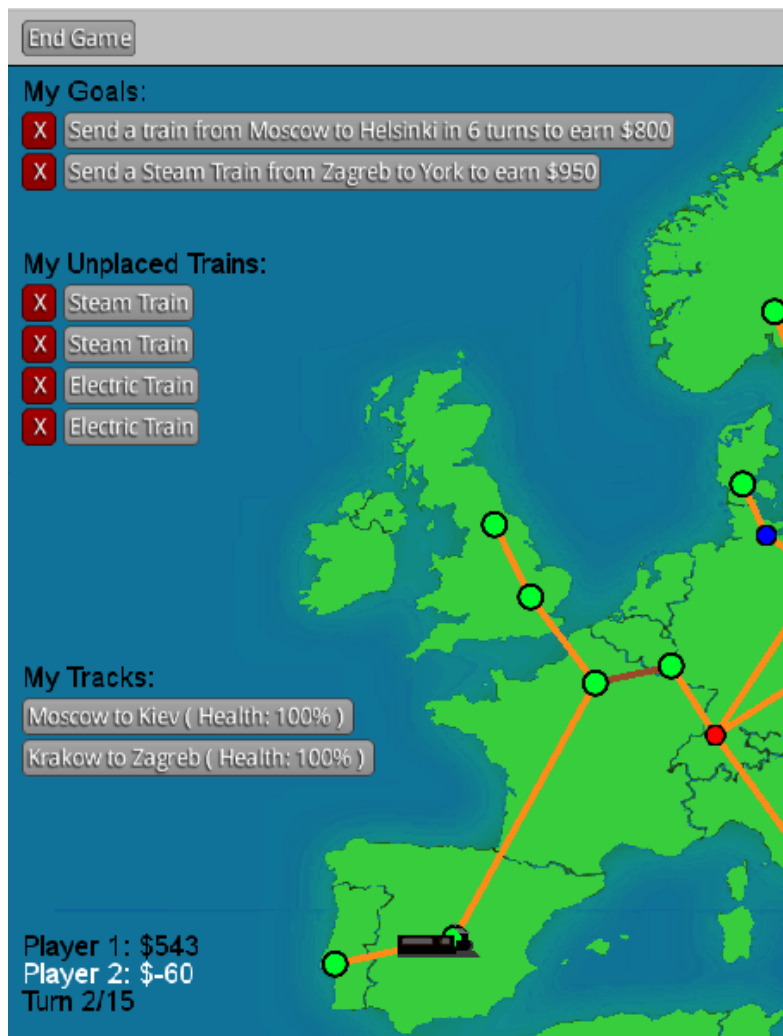 End Game
My Goals:
X Send a train from Moscow to Helsinki in 6 turns to earn $800
X Send a Steam Train from Zagreb to York to earn $950
My Unplaced Trains:
X Steam Train
X Steam Train
X Electric Train
X Electric Train
My Tracks:
Moscow to Kiev ( Health: 100% )
Krakow to Zagreb ( Health: 100% )
Player 1: $543
Player 2: $-60
Turn 2/15